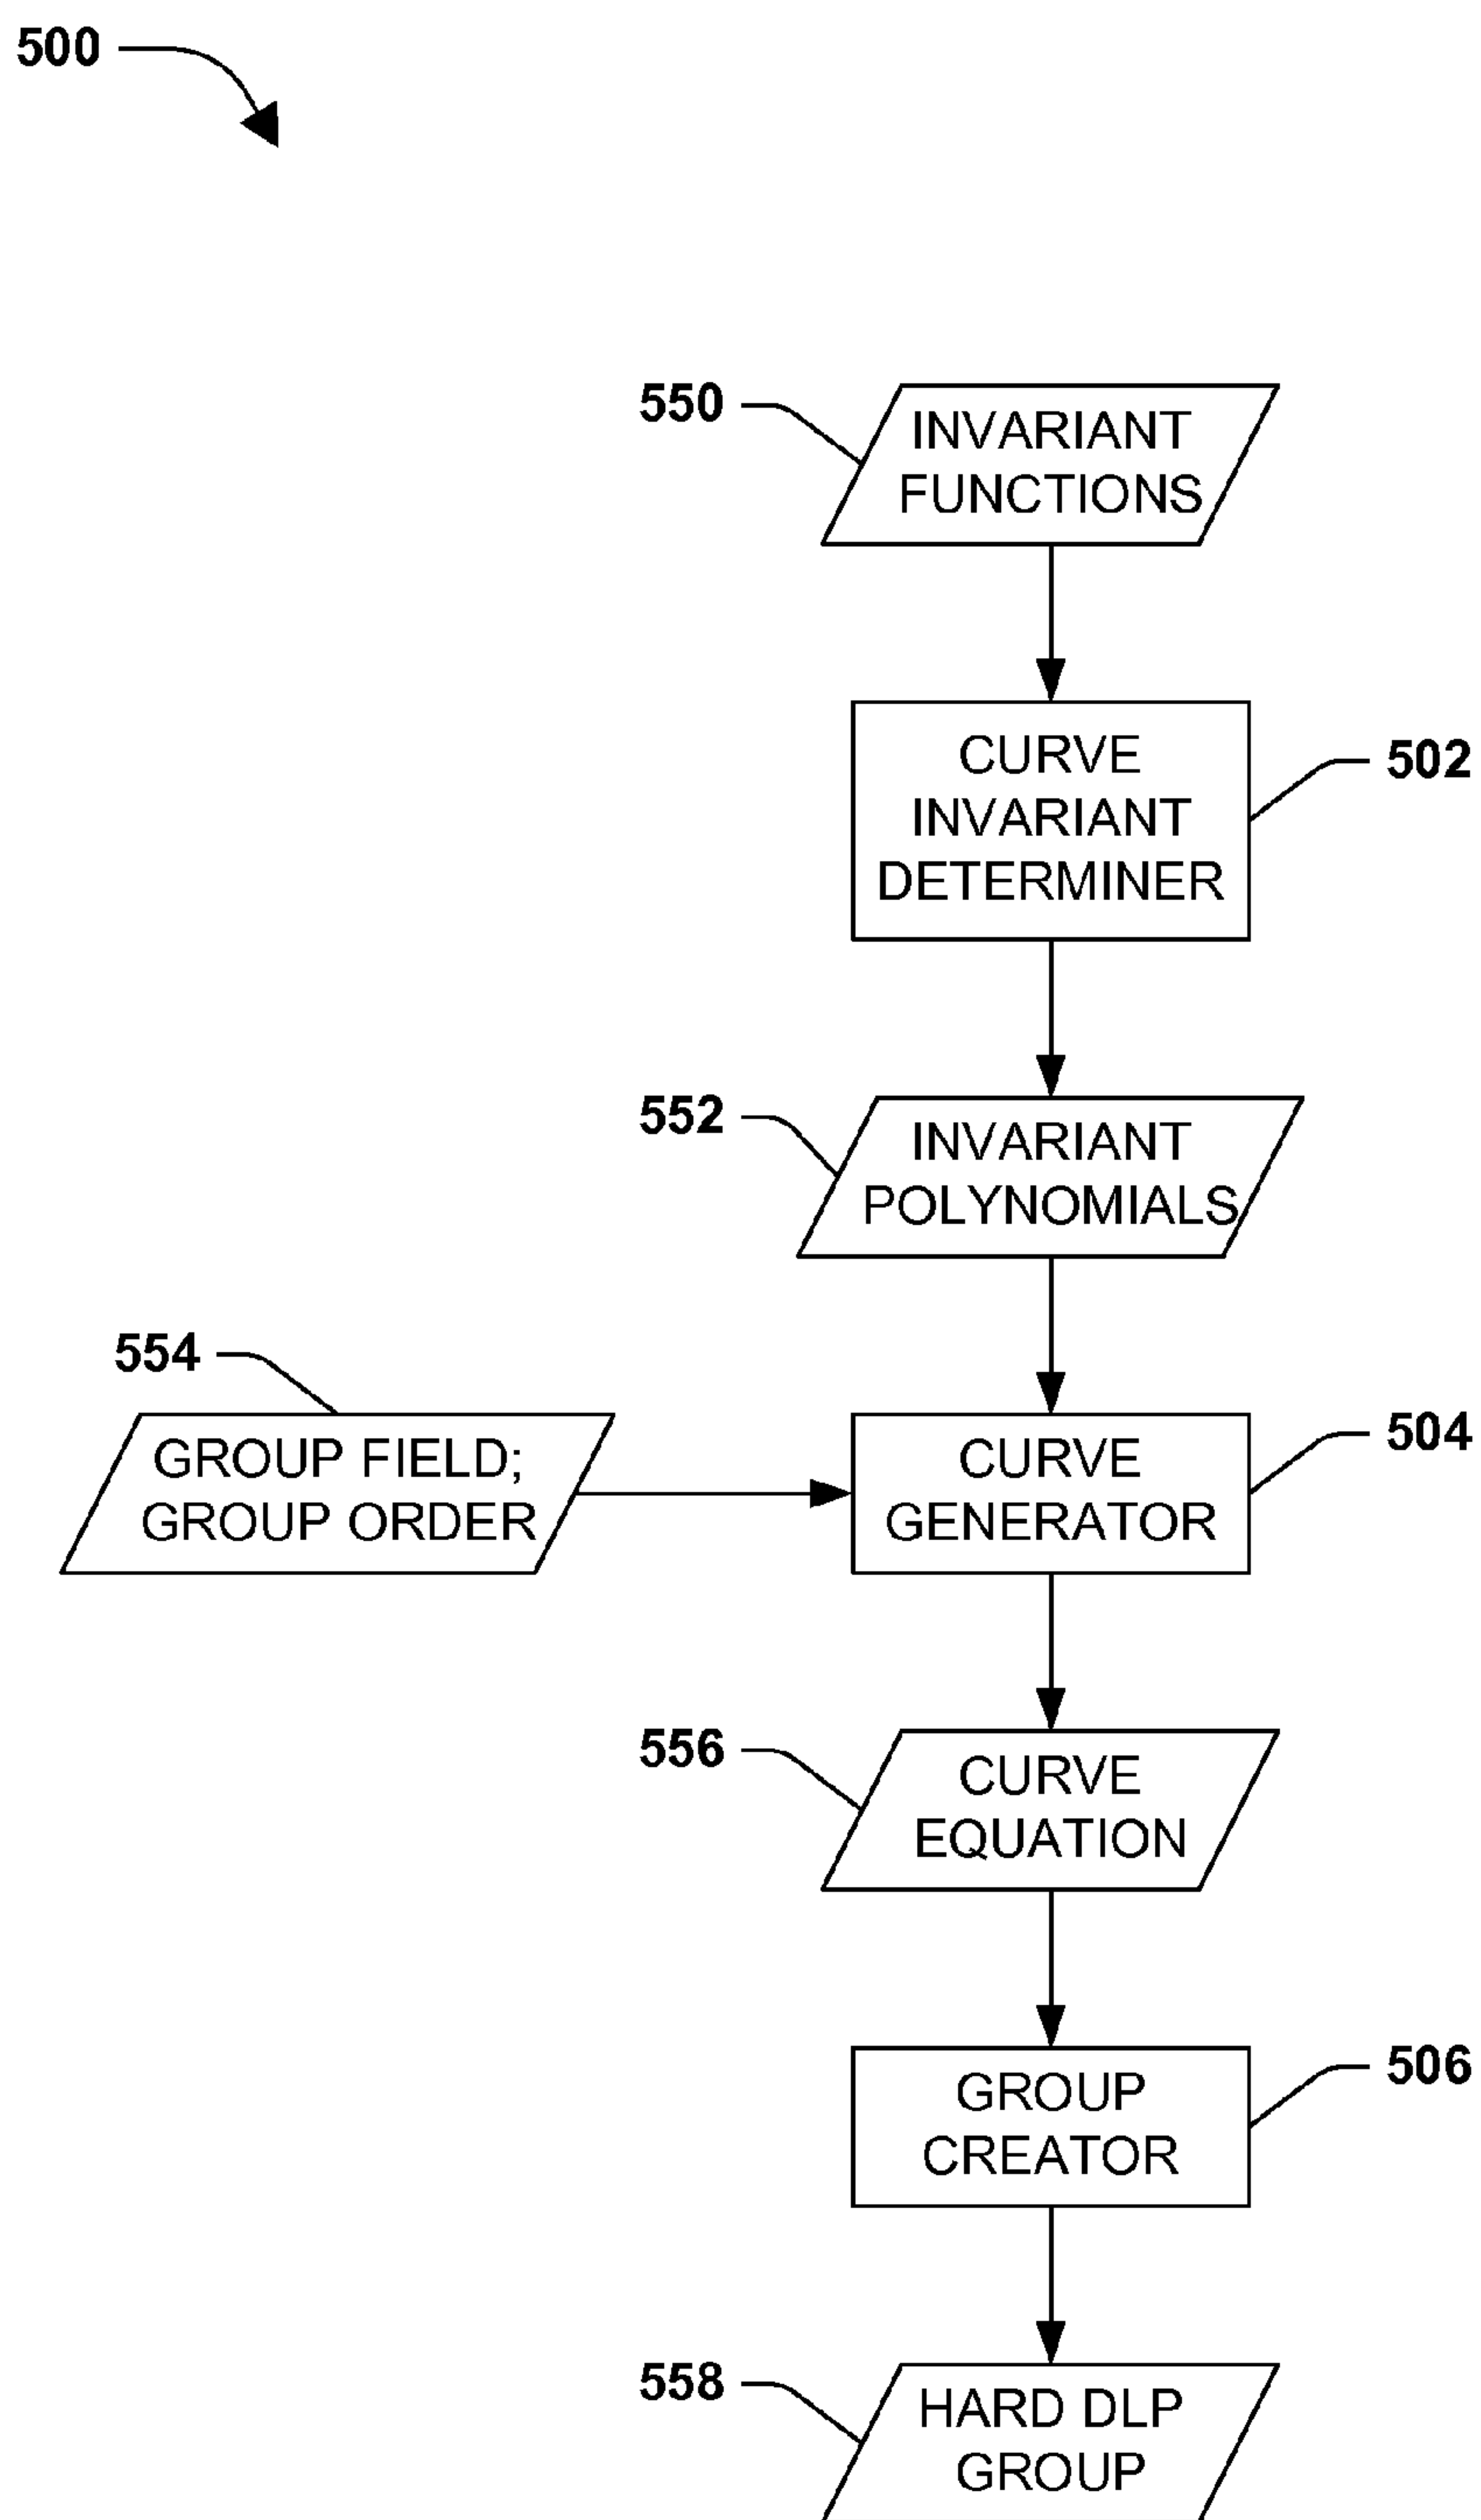 500
550
INVARIANT
FUNCTIONS
CURVE
INVARIANT
DETERMINER
502
552
INVARIANT
POLYNOMIALS
554
GROUP FIELD;
GROUP ORDER
CURVE
GENERATOR
504
556
CURVE
EQUATION
GROUP
CREATOR
506
558
HARD DLP
GROUP